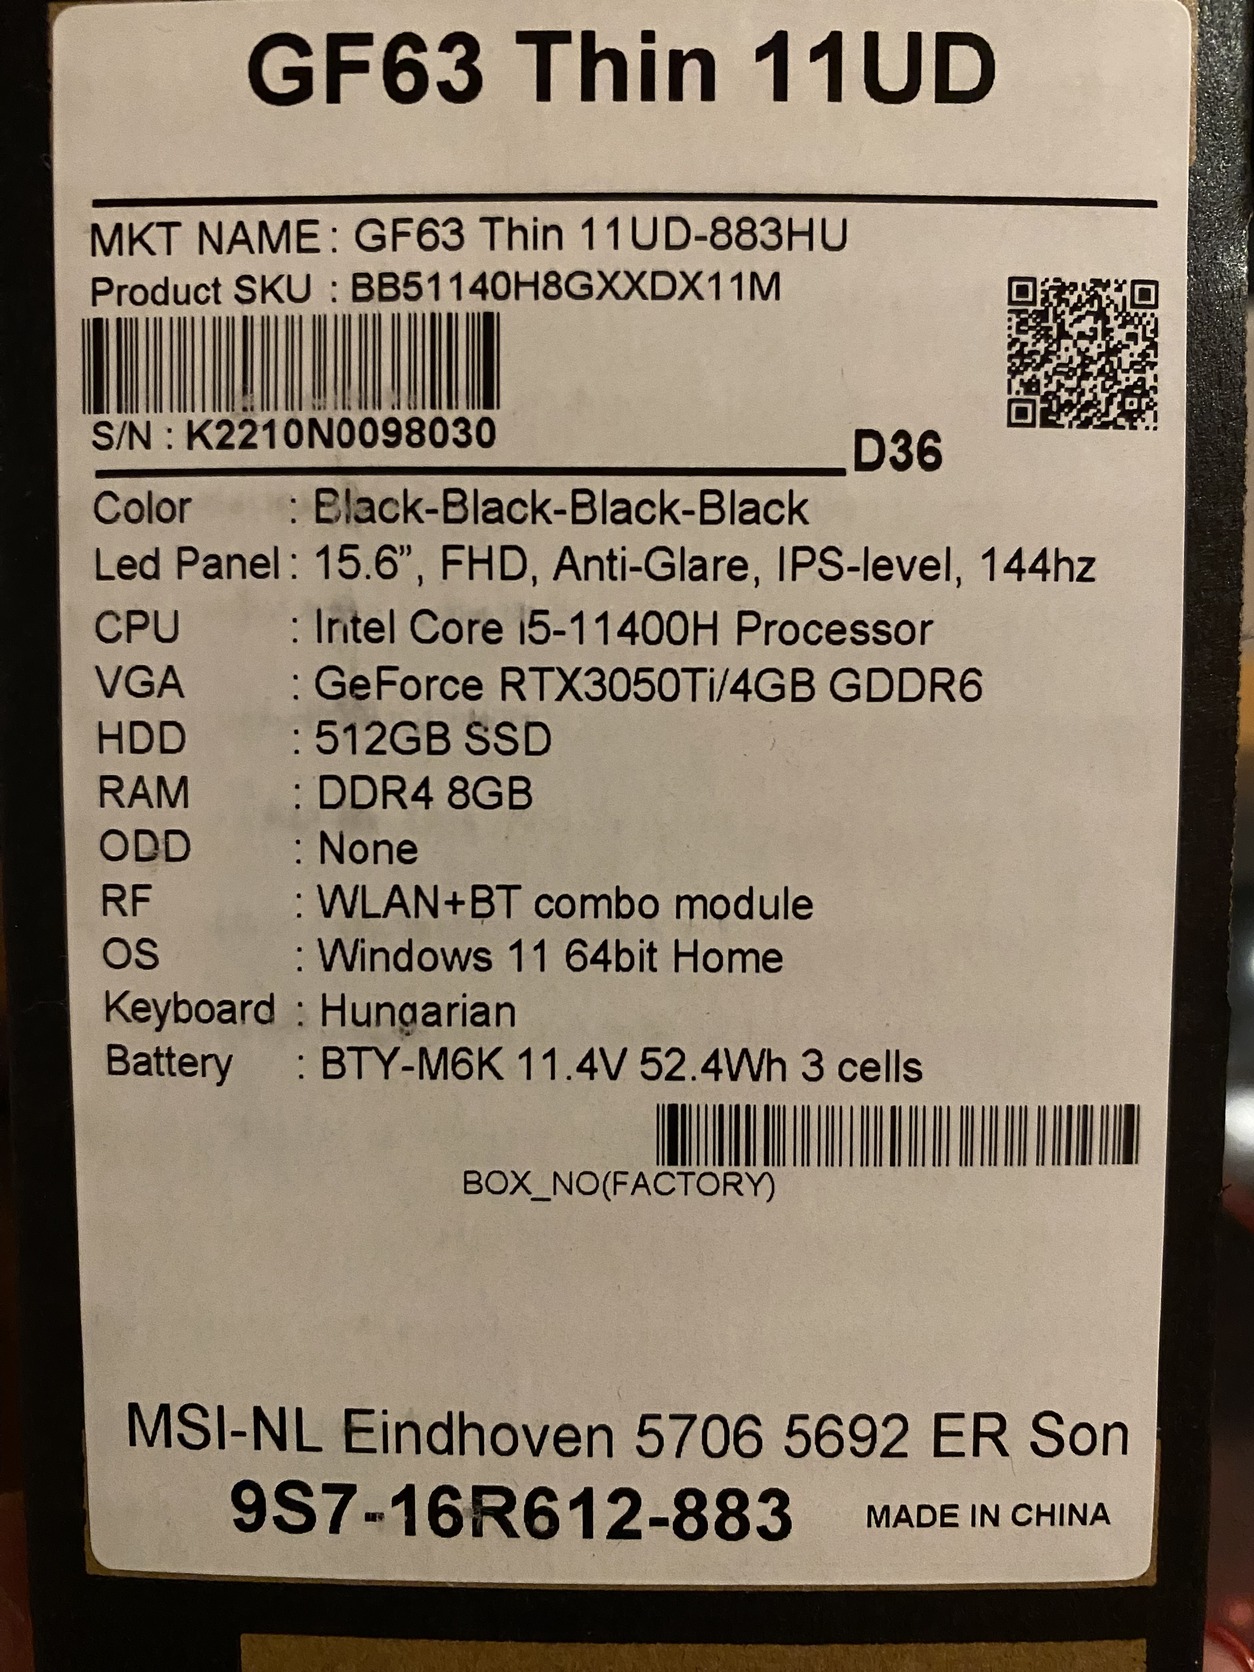 GF63 Thin 11UD
MKT NAME: GF63 Thin 11UD-883HU
Product SKU : BB51140H8GXXDX11M
S/N : K2210N0098030
D36
Color : Black-Black-Black-Black
Led Panel : 15.6”, FHD, Anti-Glare, IPS-level, 144hz
CPU : Intel Core i5-11400H Processor
VGA : GeForce RTX3050Ti/4GB GDDR6
HDD : 512GB SSD
RAM : DDR4 8GB
ODD : None
RF : WLAN+BT combo module
OS : Windows 11 64bit Home
Keyboard : Hungarian
Battery : BTY-M6K 11.4V 52.4Wh 3 cells
BOX_NO(FACTORY)
MSI-NL Eindhoven 5706 5692 ER Son
9S7-16R612-883 MADE IN CHINA